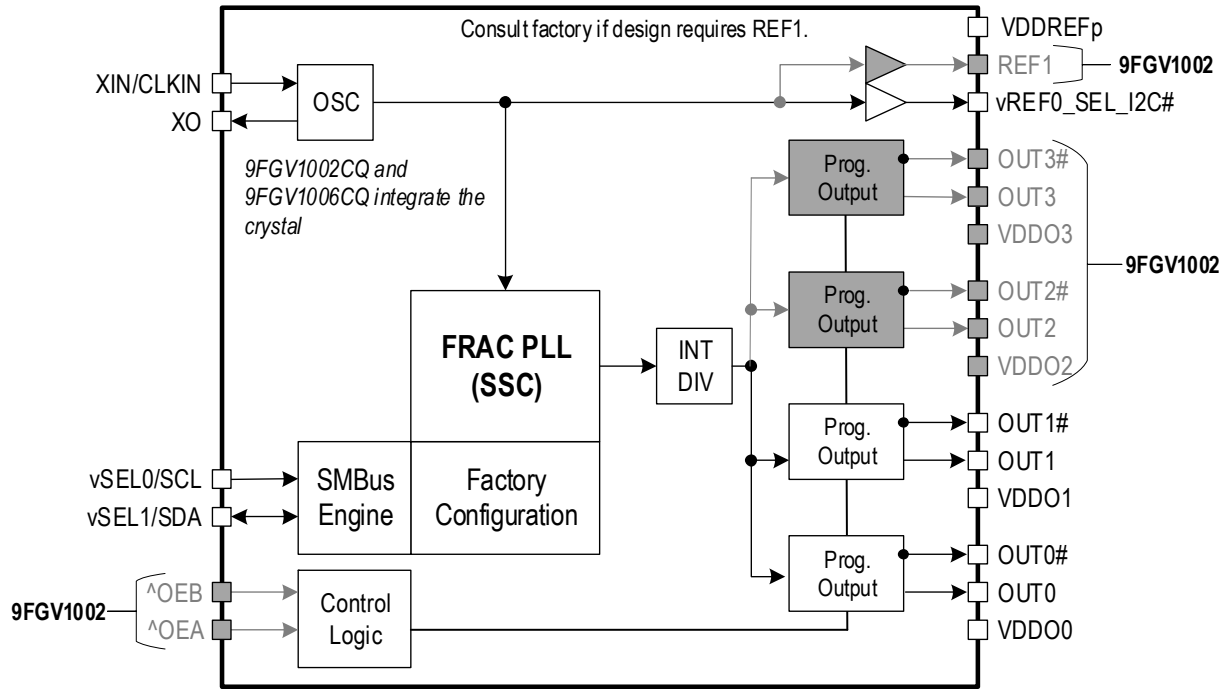 Consult factory if design requires REF1.
VDDREFp
REF1
9FGV1002
vREF0_SEL_I2C#
XIN/CLKIN
XO
OSC
9FGV1002CQ and
9FGV1006CQ integrate the
crystal
Prog.
Output
OUT3#
OUT3
VDDO3
9FGV1002
Prog.
Output
OUT2#
OUT2
VDDO2
FRAC PLL
(SSC)
INT
DIV
Prog.
Output
OUT1#
OUT1
VDDO1
vSEL0/SCL
vSEL1/SDA
SMBus
Engine
Factory
Configuration
Prog.
Output
OUT0#
OUT0
VDDO0
9FGV1002
^OEB
^OEA
Control
Logic